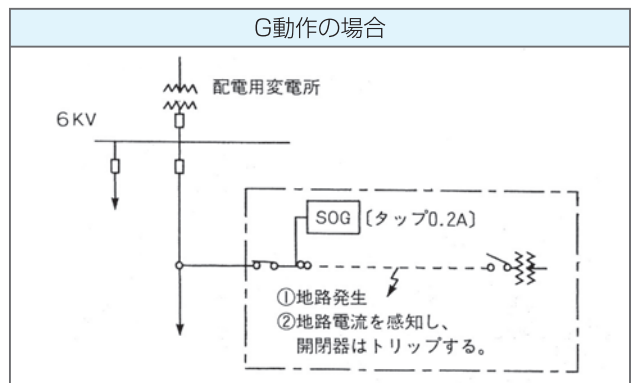 G動作の場合
配電用変電所
6KV
SOG 〔タップ0.2A〕
①地路発生
②地路電流を感知し、
開閉器はトリップする。